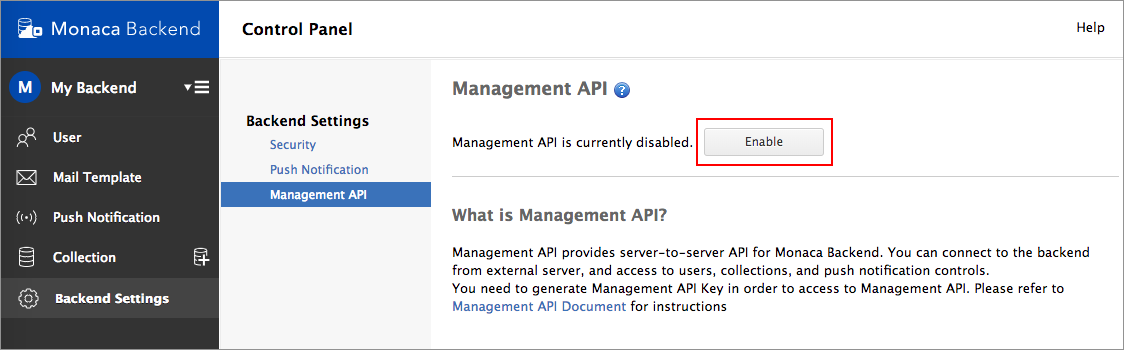 Monaca Backend
Control Panel
Help
M
My Backend
User
Mail Template
Push Notification
Collection
Backend Settings
Backend Settings
Security
Push Notification
Management API
Management API ?
Management API is currently disabled. Enable
What is Management API?
Management API provides server-to-server API for Monaca Backend. You can connect to the backend
from external server, and access to users, collections, and push notification controls.
You need to generate Management API Key in order to access to Management API. Please refer to
Management API Document for instructions